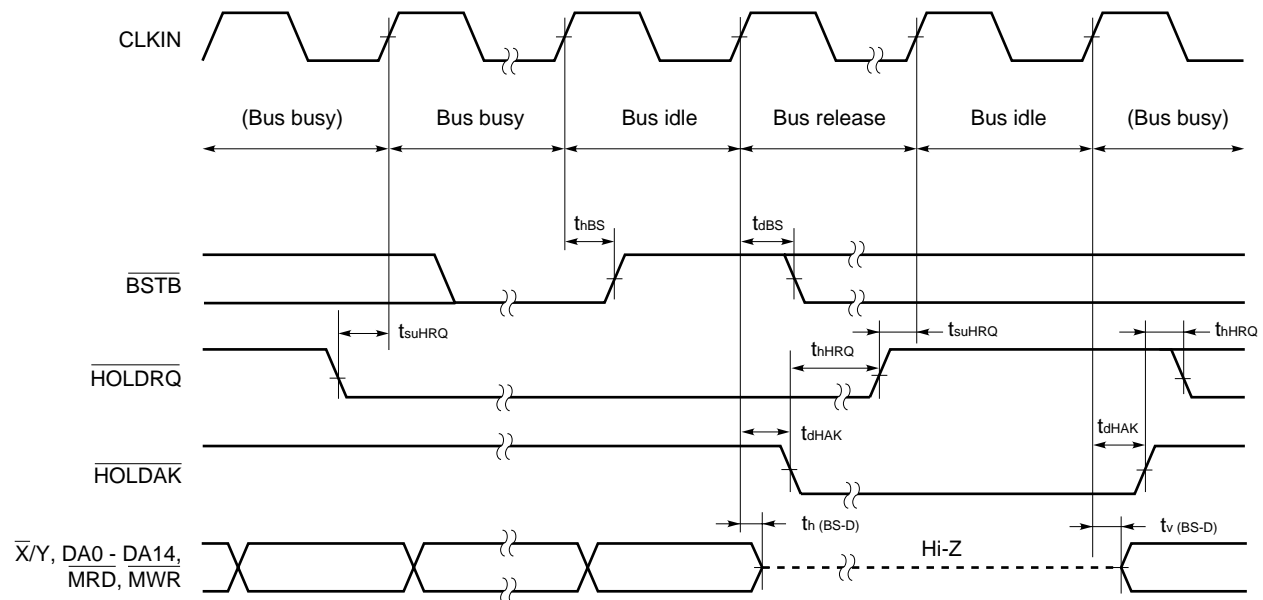 CLKIN
(Bus busy) Bus busy Bus idle Bus release Bus idle (Bus busy)
thBS tdBS
BSTB
tsuHRQ tsuHRQ thHRQ
HOLDRQ thHRQ
tdHAK tdHAK
HOLDAK
th (BS-D) tv (BS-D)
X/Y, DA0 - DA14, Hi-Z
MRD, MWR